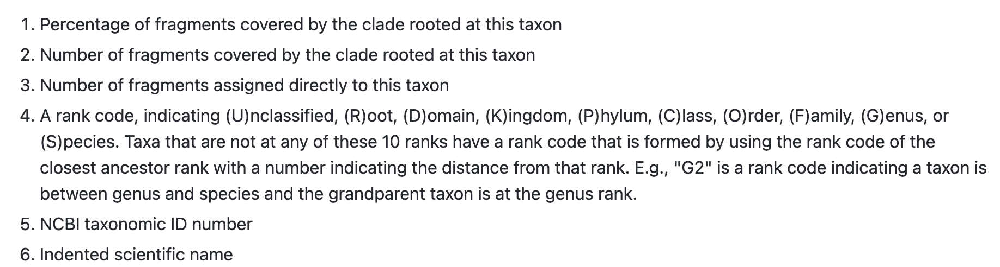 1. Percentage of fragments covered by the clade rooted at this taxon
2. Number of fragments covered by the clade rooted at this taxon
3. Number of fragments assigned directly to this taxon
4. A rank code, indicating (U)nclassified, (R)oot, (D)omain, (K)ingdom, (P)hylum, (C)lass, (O)rder, (F)amily, (G)enus, or
(S)pecies. Taxa that are not at any of these 10 ranks have a rank code that is formed by using the rank code of the
closest ancestor rank with a number indicating the distance from that rank. E.g., "G2" is a rank code indicating a taxon is
between genus and species and the grandparent taxon is at the genus rank.
5. NCBI taxonomic ID number
6. Indented scientific name